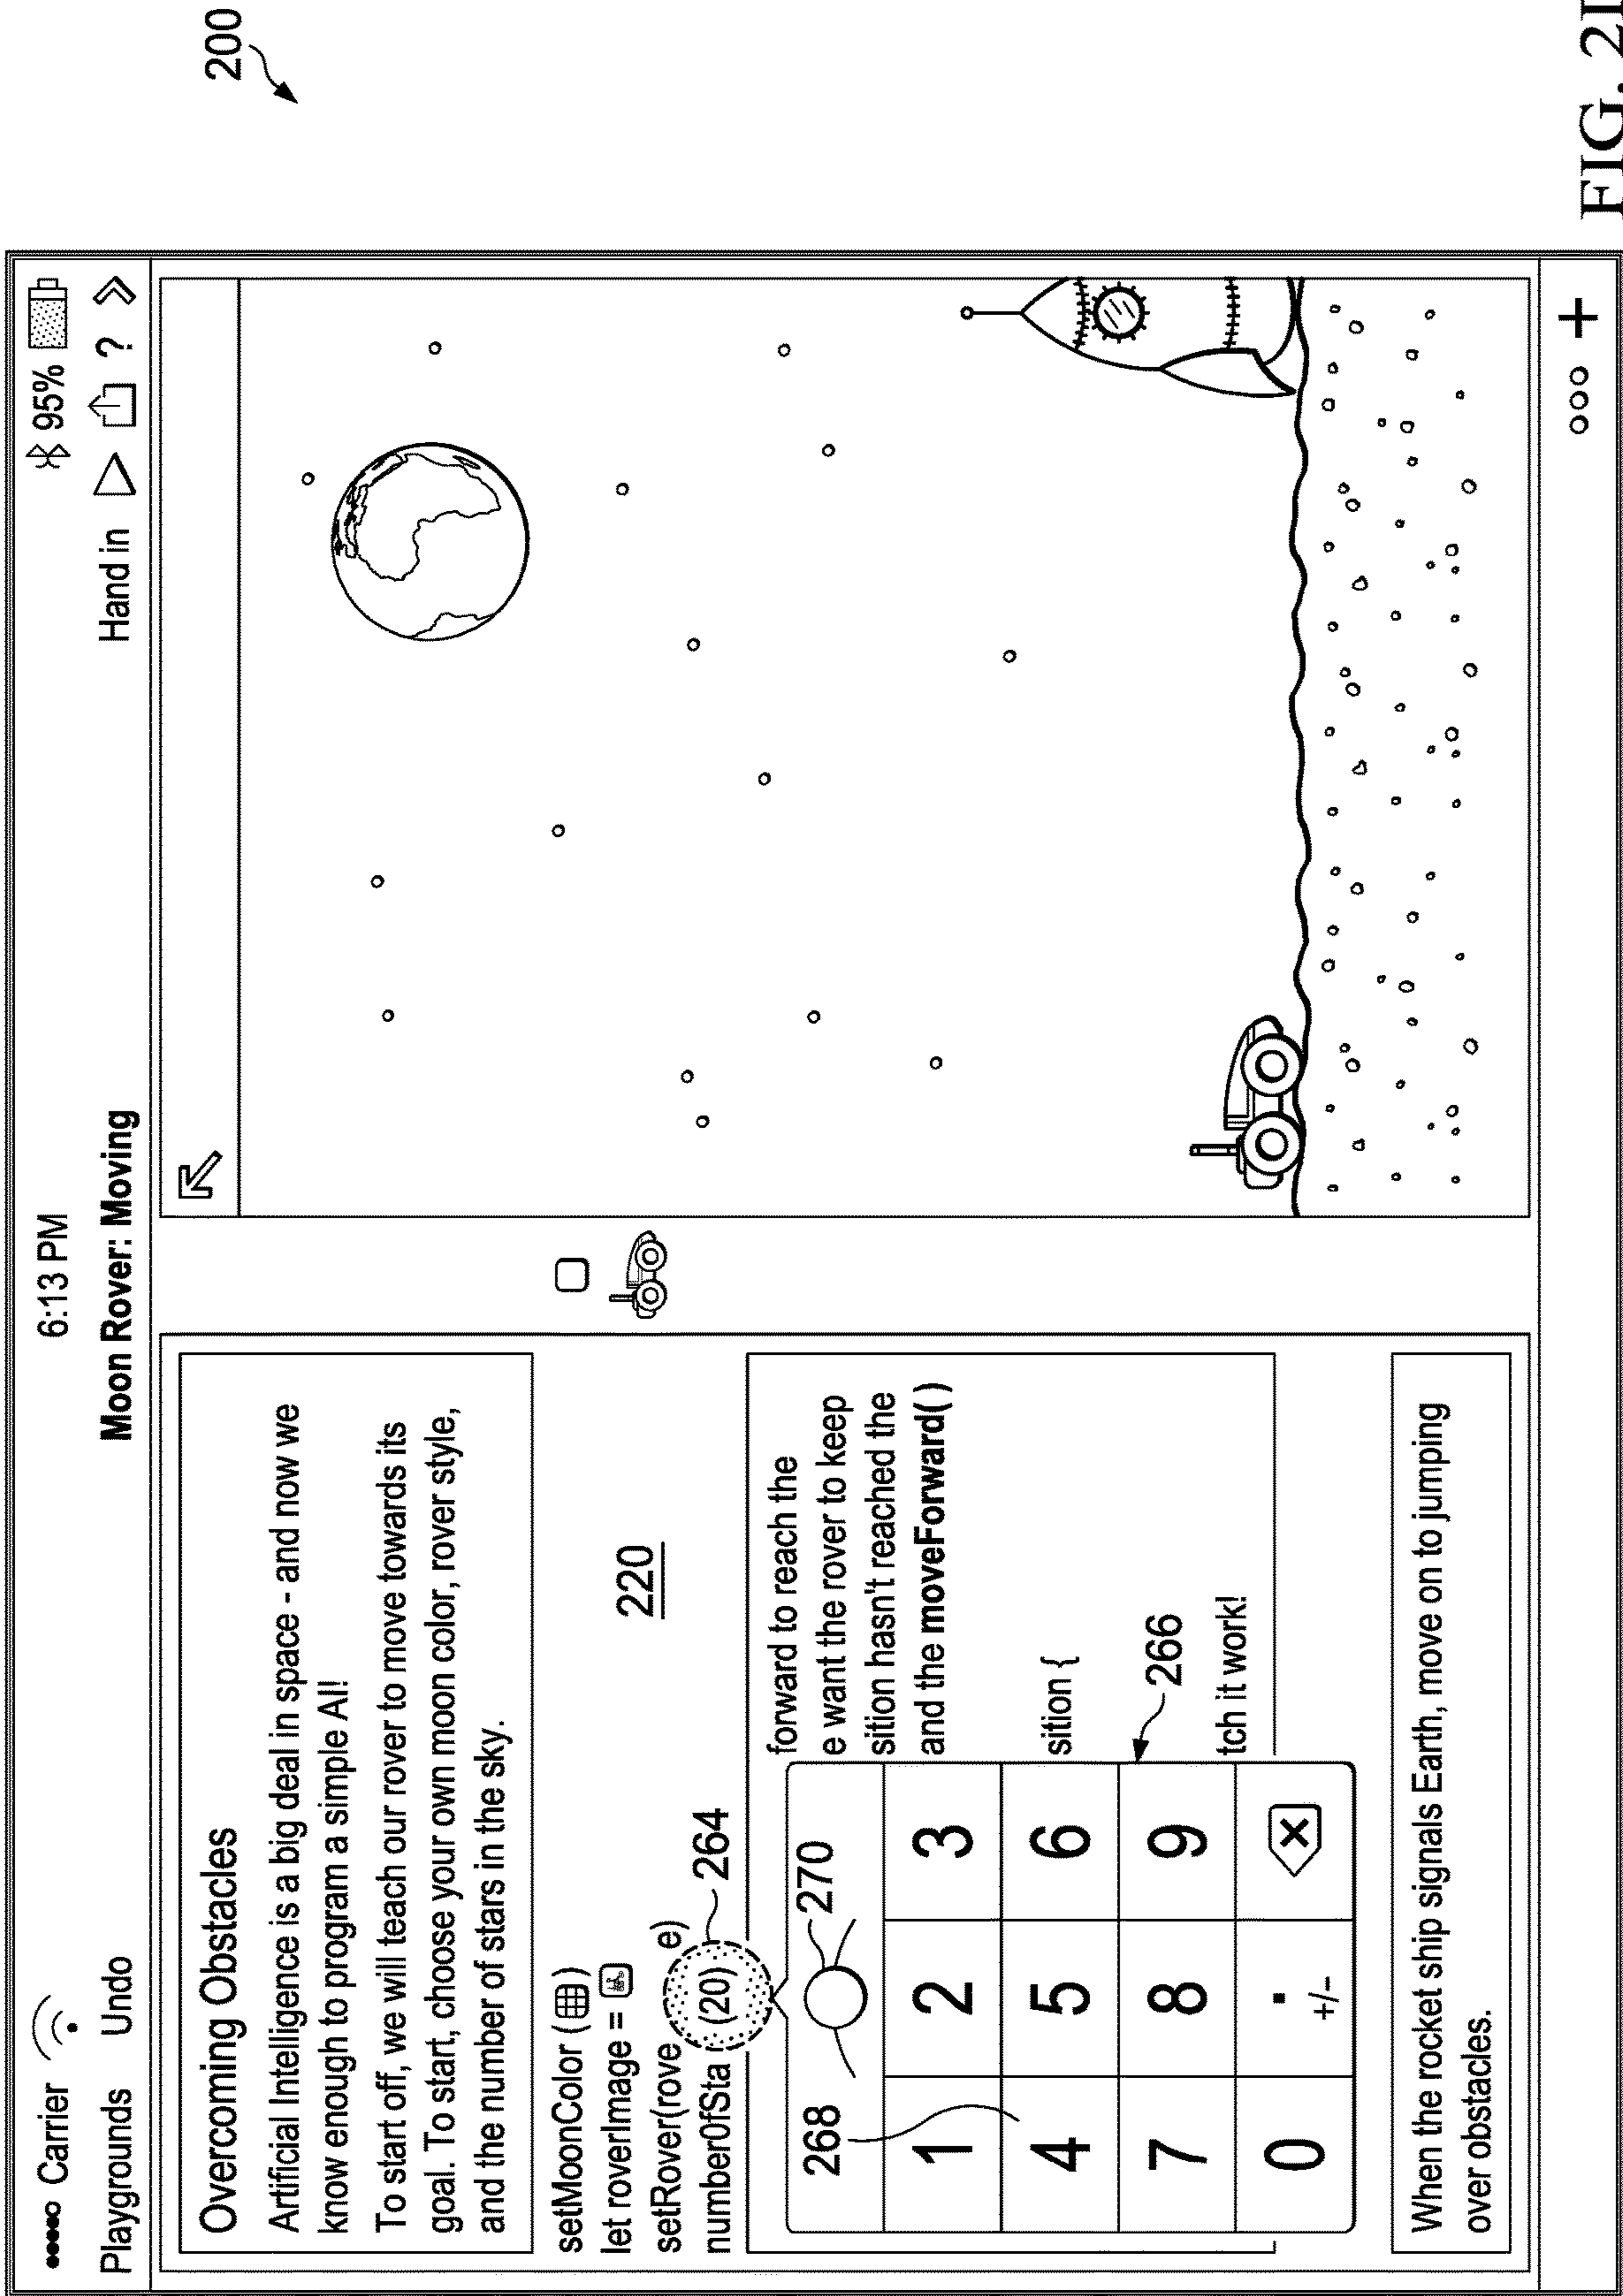 200
Carrier
6:13 PM
95%
Playgrounds Undo
Moon Rover: Moving
Hand in
?
Overcoming Obstacles
Artificial Intelligence is a big deal in space - and now we
know enough to program a simple AI!
To start off, we will teach our rover to move towards its
goal. To start, choose your own moon color, rover style,
and the number of stars in the sky.
setMoonColor ( )
let roverImage =
setRover(rove e)
numberOfSta (20)
264
220
forward to reach the
e want the rover to keep
sition hasn't reached the
and the moveForward( )
sition {
tch it work!
268
270
266
1 2 3
4 5 6
7 8 9
0 . +/-
When the rocket ship signals Earth, move on to jumping
over obstacles.
+